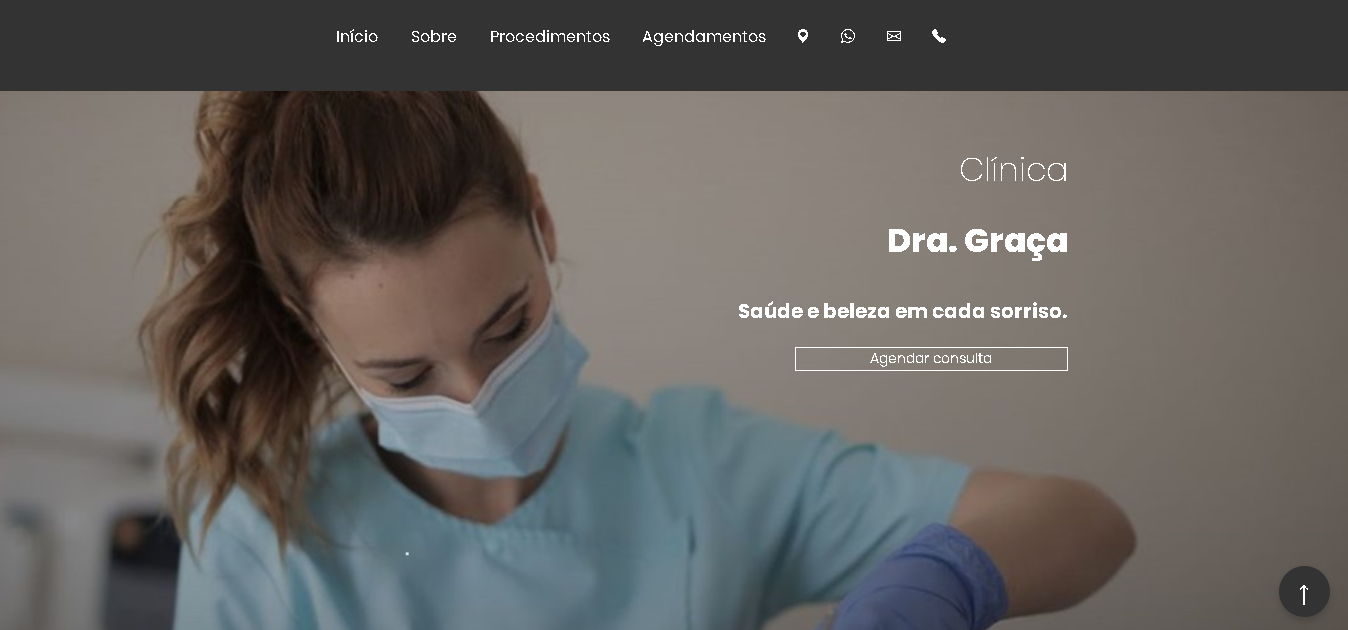 Início Sobre Procedimentos Agendamentos
Clínica
Dra. Graça
Saúde e beleza em cada sorriso.
Agendar consulta